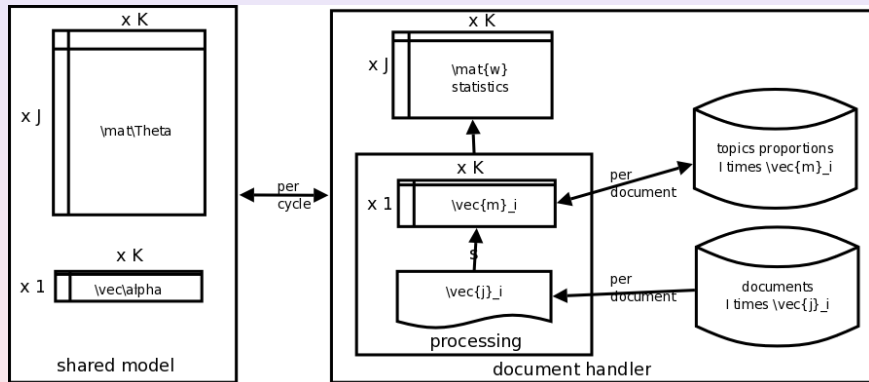 x K
x J
\mat\Theta
x K
x 1
\vec\alpha
shared model
per
cycle
x K
x J
\mat{w}
statistics
x K
x 1
\vec{m}_i
s
\vec{j}_i
processing
per
document
per
document
topics proportions
I times \vec{m}_i
documents
I times \vec{j}_i
document handler